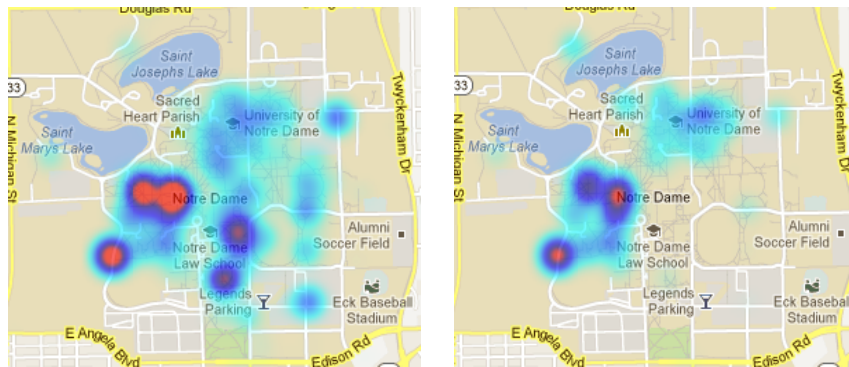 Douglas Rd
Saint
Josephs Lake
33
Sacred
Heart Parish
University of
Notre Dame
Twyckenham Dr
N Michigan St
Saint
Marys Lake
Notre Dame
Notre Dame
Law School
Alumni
Soccer Field
Legends
Parking
Eck Baseball
Stadium
E Angela Blvd
Edison Rd
Douglas Rd
Saint
Josephs Lake
33
Sacred
Heart Parish
University of
Notre Dame
Twyckenham Dr
N Michigan St
Saint
Marys Lake
Notre Dame
Notre Dame
Law School
Alumni
Soccer Field
Legends
Parking
Eck Baseball
Stadium
E Angela Blvd
Edison Rd